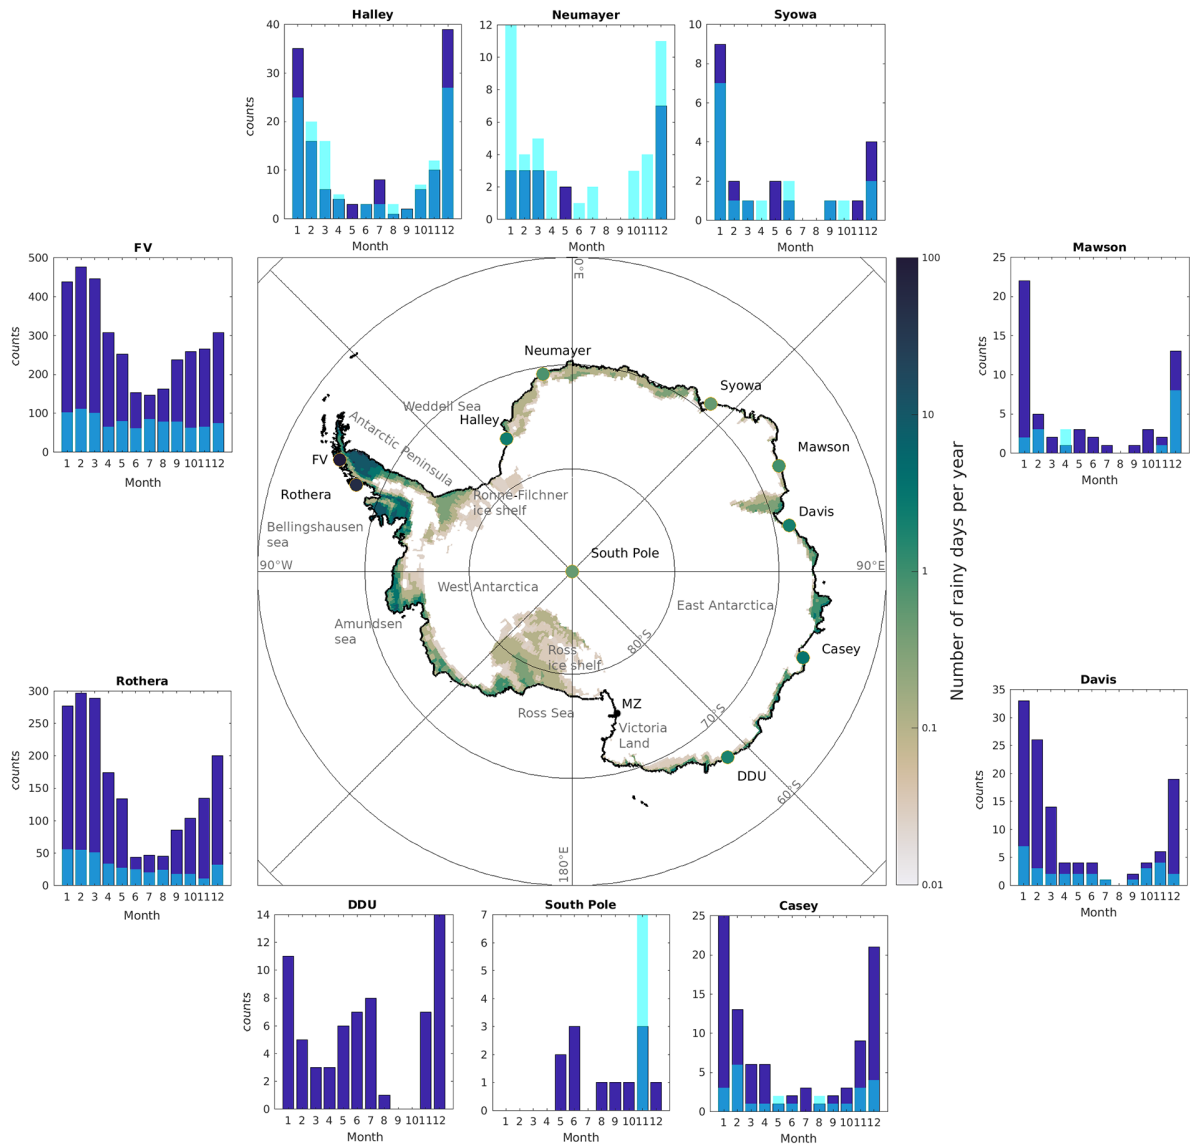 Halley
40
30
20
10
0
counts
1 2 3 4 5 6 7 8 9 10 11 12
Month
Neumayer
12
10
8
6
4
2
0
1 2 3 4 5 6 7 8 9 10 11 12
Month
Syowa
10
8
6
4
2
0
1 2 3 4 5 6 7 8 9 10 11 12
Month
FV
500
400
300
200
100
0
counts
1 2 3 4 5 6 7 8 9 10 11 12
Month
0°E
Neumayer
Syowa
Weddell Sea
Halley
Antarctic Peninsula
Mawson
FV
Rothera
Ronne-Filchner
ice shelf
Davis
Bellingshausen
sea
South Pole
90°W
90°E
West Antarctica
East Antarctica
Amundsen
sea
80°S
Ross
ice shelf
Casey
MZ
Ross Sea
70°S
Victoria
Land
DDU
60°S
180°E
100
10
1
0.1
0.01
Number of rainy days per year
Mawson
25
20
15
10
5
0
counts
1 2 3 4 5 6 7 8 9 10 11 12
Month
Rothera
300
250
200
150
100
50
0
counts
1 2 3 4 5 6 7 8 9 10 11 12
Month
Davis
35
30
25
20
15
10
5
0
counts
1 2 3 4 5 6 7 8 9 10 11 12
Month
DDU
14
12
10
8
6
4
2
0
counts
1 2 3 4 5 6 7 8 9 10 11 12
Month
South Pole
7
6
5
4
3
2
1
0
1 2 3 4 5 6 7 8 9 10 11 12
Month
Casey
25
20
15
10
5
0
1 2 3 4 5 6 7 8 9 10 11 12
Month